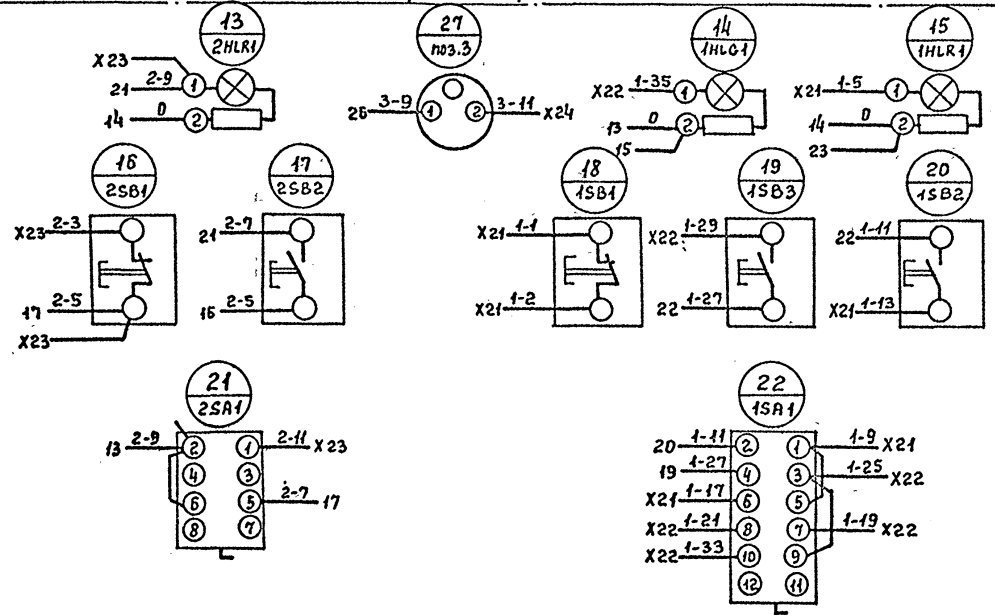 13
2HLR1
X23
21 2-9 1
14 0 2
27
поз.3
26 3-9 1 2 3-11 X24
14
1HLG1
X22 1-35 1
13 0 2
15
15
1HLR1
X21 1-5 1
14 0 2
23
16
2SB1
X23 2-3
17 2-5
X23
17
2SB2
21 2-7
16 2-5
18
1SB1
X21 1-1
X21 1-2
19
1SB3
X22 1-29
22 1-27
20
1SB2
22 1-11
X21 1-13
21
2SA1
13 2-9 2 1 2-11 X23
4 3
6 5 2-7 17
8 7
22
1SA1
20 1-11 2 1 1-9 X21
19 1-27 4 3 1-25 X22
X21 1-17 6 5
X22 1-21 8 7 1-19 X22
X22 1-33 10 9
12 11